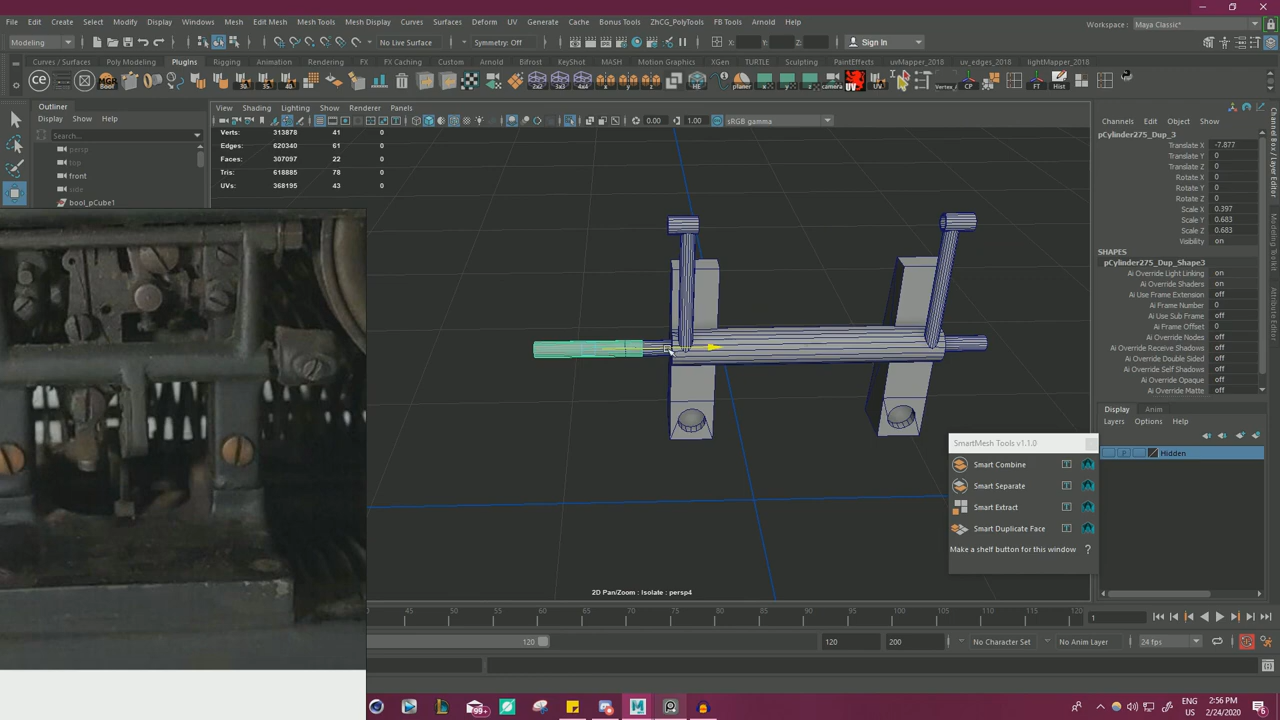 File Edit Create Select Modify Display Windows Mesh Edit Mesh Mesh Tools Mesh Display Curves Surfaces Deform UV Generate Cache Bonus Tools ZhCG_PolyTools FB Tools Arnold Help
Workspace : Maya Classic*
Modeling No Live Surface Symmetry: Off X: Y: Z: Sign In
Curves / Surfaces Poly Modeling Plugins Rigging Animation Rendering FX FX Caching Custom Arnold Bifrost KeyShot MASH Motion Graphics XGen TURTLE Sculpting PaintEffects uvMapper_2018 uv_edges_2018 lightMapper_2018
Outliner
Display Show Help
Search...
persp
top
front
side
bool_pCube1
View Shading Lighting Show Renderer Panels
0.00 1.00 sRGB gamma
Verts: 313878 41 0
Edges: 620340 61 0
Faces: 307097 22 0
Tris: 618885 78 0
UVs: 368195 43 0
2D Pan/Zoom : Isolate : persp4
Channels Edit Object Show
pCylinder275_Dup_3
Translate X -7.877
Translate Y 0
Translate Z 0
Rotate X 0
Rotate Y 0
Rotate Z 0
Scale X 0.397
Scale Y 0.683
Scale Z 0.683
Visibility on
SHAPES
pCylinder275_Dup_Shape3
Ai Override Light Linking on
Ai Override Shaders on
Ai Use Frame Extension off
Ai Frame Number 0
Ai Use Sub Frame off
Ai Frame Offset 0
Ai Override Nodes off
Ai Override Receive Shadows off
Ai Override Double Sided off
Ai Override Self Shadows off
Ai Override Opaque off
Ai Override Matte off
Display Anim
Layers Options Help
Hidden
Channel Box / Layer Editor
Modeling Toolkit
Attribute Editor
SmartMesh Tools v1.1.0
Smart Combine
Smart Separate
Smart Extract
Smart Duplicate Face
Make a shelf button for this window ?
45 50 55 60 65 70 75 80 85 90 95 100 105 110 115 120 1
120 120 200 No Character Set No Anim Layer 24 fps
99+
ENG
US
2:56 PM
2/24/2020